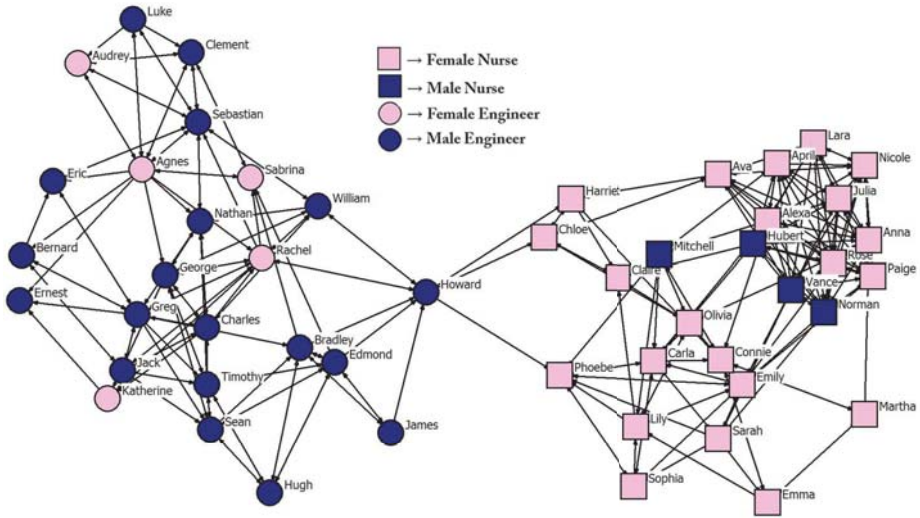 Luke
Audrey
Clement
→ Female Nurse
→ Male Nurse
→ Female Engineer
→ Male Engineer
Sebastian
Lara
April
Nicole
Agnes
Ava
Eric
Sabrina
Harriet
Julia
William
Alexa
Chloe
Nathan
Anna
Hubert
Mitchell
Bernard
Rachel
Rose
George
Claire
Paige
Vance
Howard
Ernest
Norman
Greg
Olivia
Charles
Bradley
Edmond
Carla
Connie
Jack
Phoebe
Timothy
Emily
Katherine
Martha
James
Lily
Sean
Sarah
Sophia
Hugh
Emma